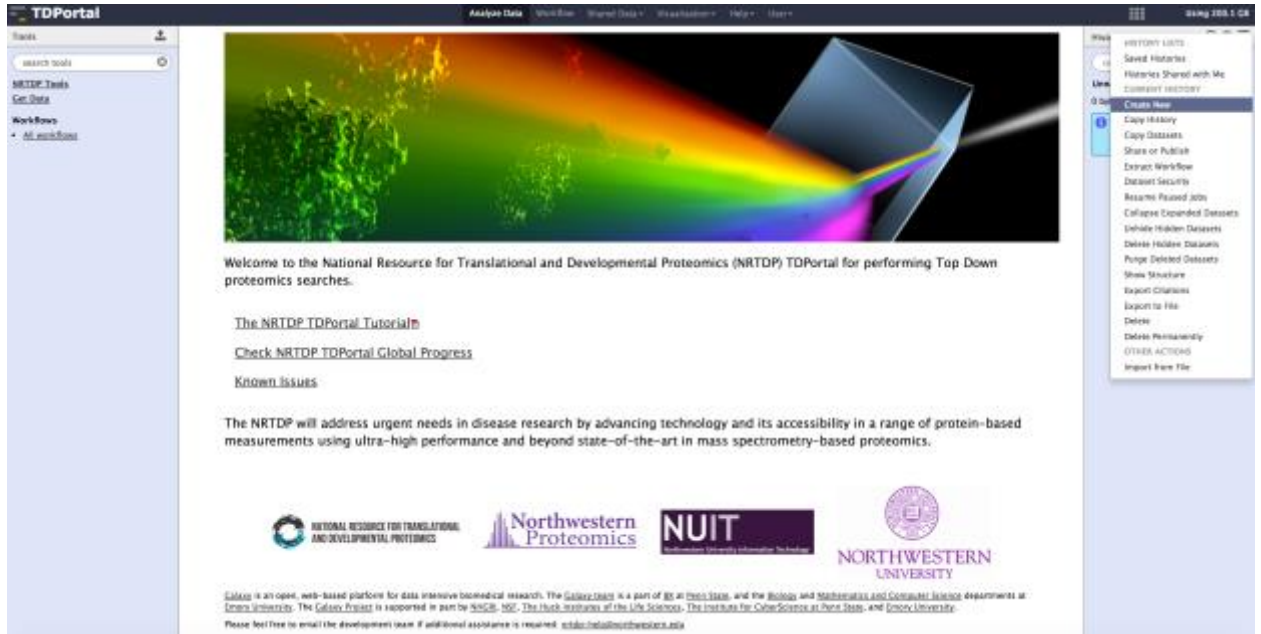 TDPortal
Analyze Data Workflow Shared Data Visualization Help User
Using 200.1 GB
Tools
search tools
NRTDP Tools
Get Data
Workflows
All workflows
HISTORY LISTS
Saved Histories
Histories Shared with Me
CURRENT HISTORY
Create New
Copy History
Copy Datasets
Share or Publish
Extract Workflow
Dataset Security
Resume Paused Jobs
Collapse Expanded Datasets
Unhide Hidden Datasets
Delete Hidden Datasets
Purge Deleted Datasets
Show Structure
Export Citations
Export to File
Delete
Delete Permanently
OTHER ACTIONS
Import from File
Welcome to the National Resource for Translational and Developmental Proteomics (NRTDP) TDPortal for performing Top Down
proteomics searches.
The NRTDP TDPortal Tutorial
Check NRTDP TDPortal Global Progress
Known Issues
The NRTDP will address urgent needs in disease research by advancing technology and its accessibility in a range of protein-based
measurements using ultra-high performance and beyond state-of-the-art in mass spectrometry-based proteomics.
NATIONAL RESOURCE FOR TRANSLATIONAL
AND DEVELOPMENTAL PROTEOMICS
Northwestern
Proteomics
NUIT
Northwestern University Information Technology
NORTHWESTERN
UNIVERSITY
Galaxy is an open, web-based platform for data intensive biomedical research. The Galaxy team is a part of BX at Penn State, and the Biology and Mathematics and Computer Science departments at
Emory University. The Galaxy Project is supported in part by NHGRI, NSF, The Huck Institutes of the Life Sciences, The Institute for CyberScience at Penn State, and Emory University.
Please feel free to email the development team if additional assistance is required: nrtdp-help@northwestern.edu